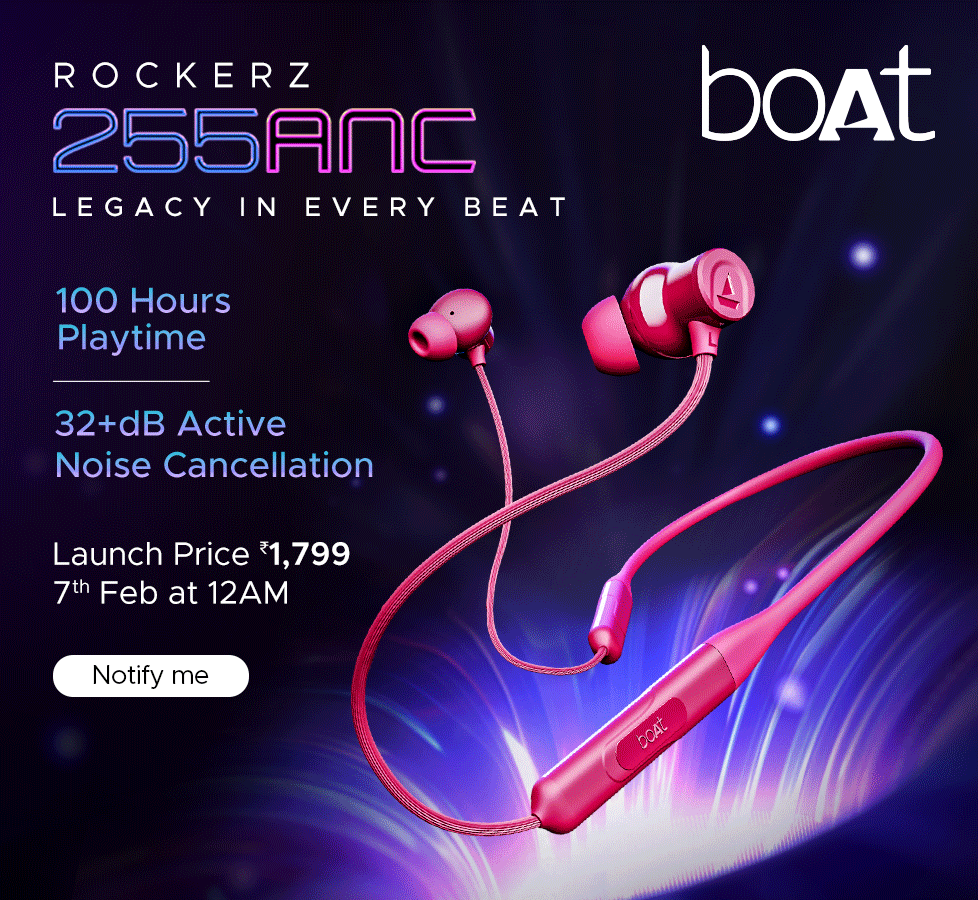 ROCKERZ
boAt
255ANC
LEGACY IN EVERY BEAT
100 Hours
Playtime
32+dB Active
Noise Cancellation
Launch Price ₹1,799
7th Feb at 12AM
Notify me
L
boAt